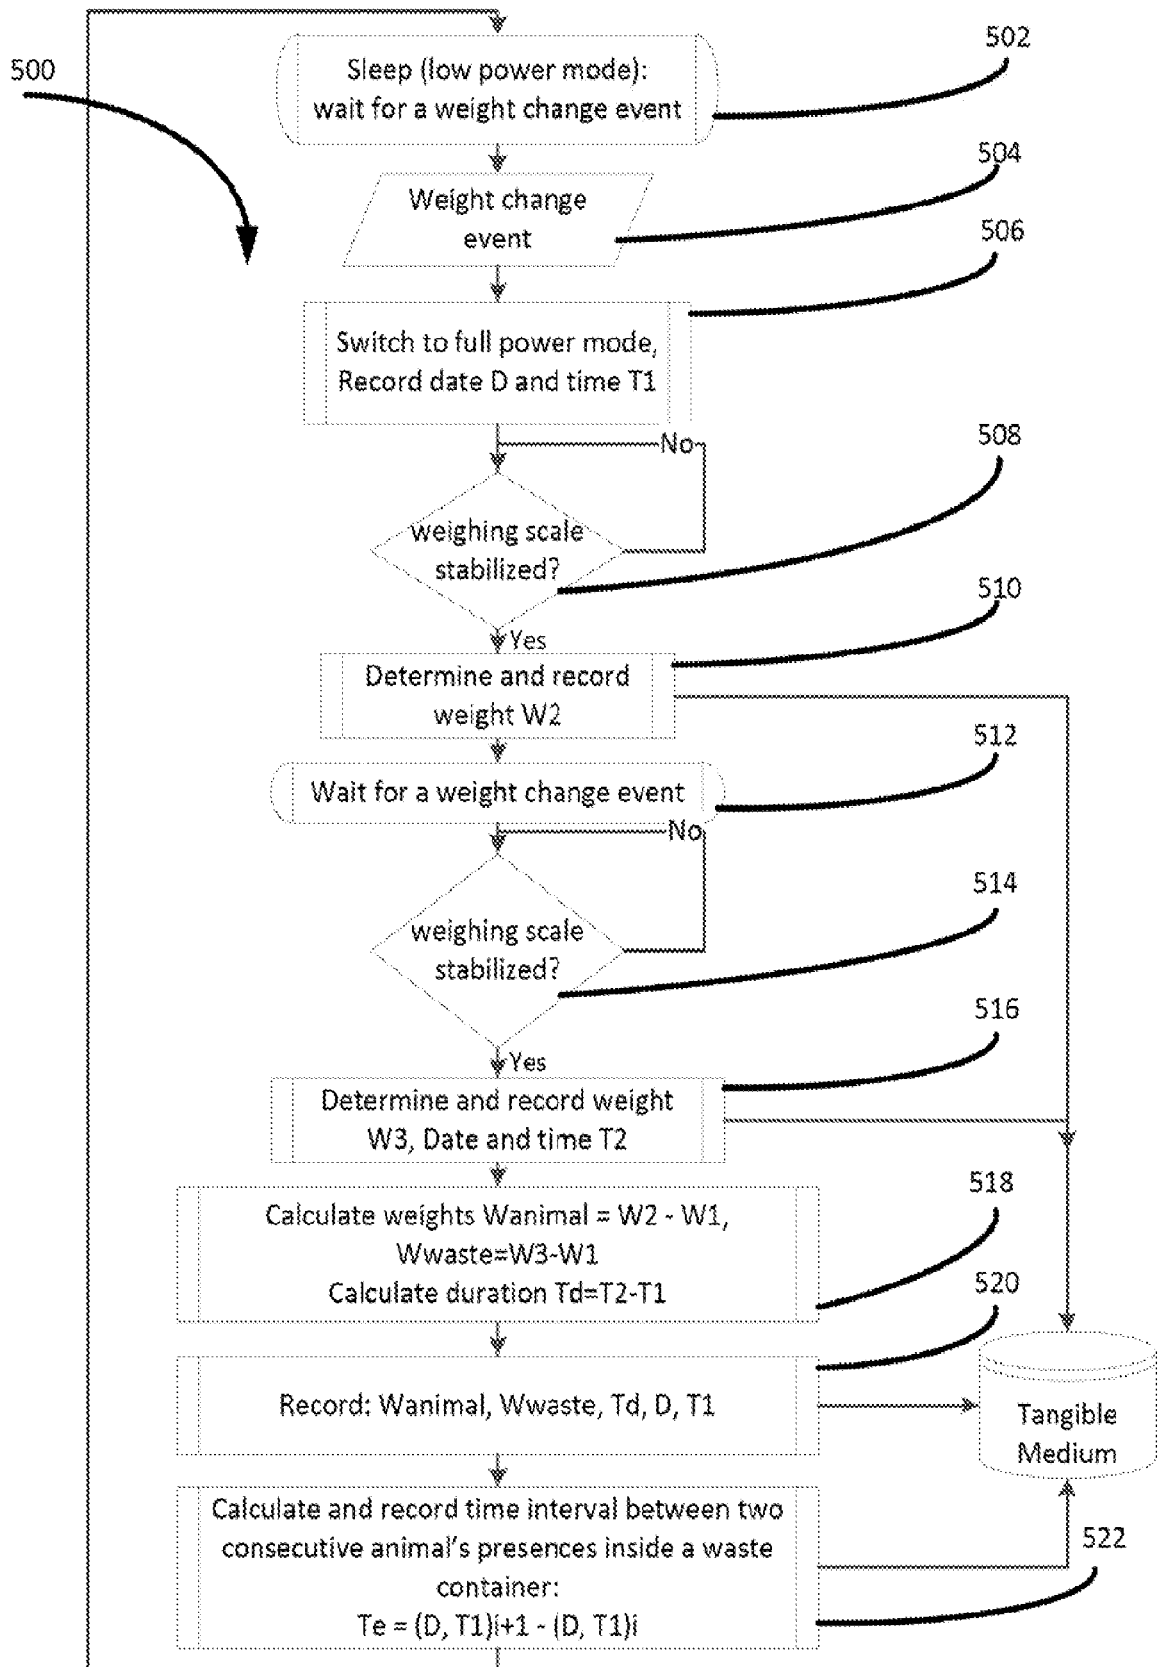 500
502
Sleep (low power mode):
wait for a weight change event
504
Weight change
event
506
Switch to full power mode,
Record date D and time T1
No
508
weighing scale
stabilized?
Yes
510
Determine and record
weight W2
512
Wait for a weight change event
No
514
weighing scale
stabilized?
Yes
516
Determine and record weight
W3, Date and time T2
518
Calculate weights Wanimal = W2 - W1,
Wwaste=W3-W1
Calculate duration Td=T2-T1
520
Record: Wanimal, Wwaste, Td, D, T1
Tangible
Medium
522
Calculate and record time interval between two
consecutive animal's presences inside a waste
container:
Te = (D, T1)i+1 - (D, T1)i